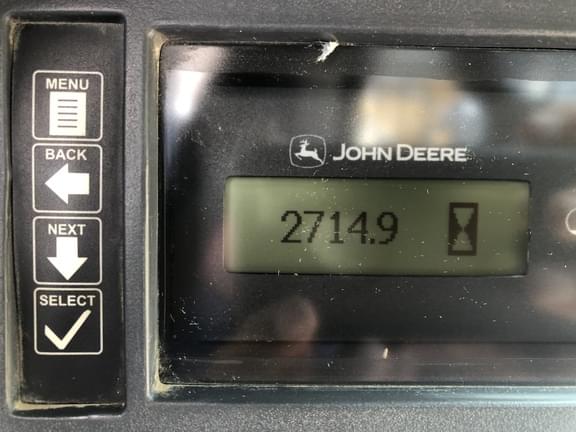 MENU
BACK
NEXT
SELECT
JOHN DEERE
2714.9